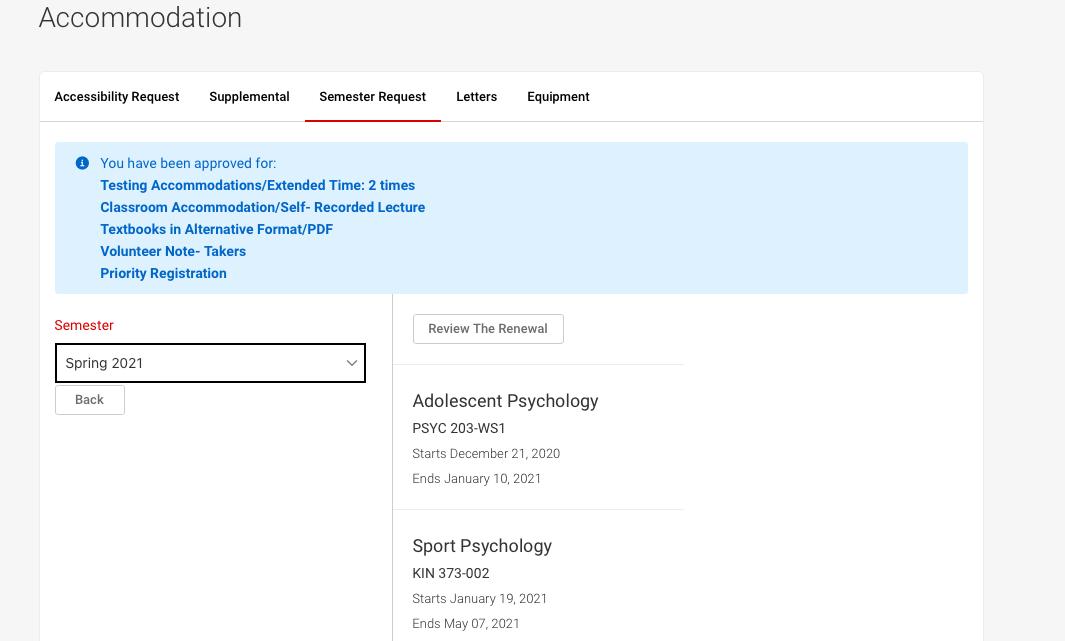 Accommodation
Accessibility Request
Supplemental
Semester Request
Letters
Equipment
You have been approved for:
Testing Accommodations/Extended Time: 2 times
Classroom Accommodation/Self- Recorded Lecture
Textbooks in Alternative Format/PDF
Volunteer Note- Takers
Priority Registration
Semester
Spring 2021
Back
Review The Renewal
Adolescent Psychology
PSYC 203-WS1
Starts December 21, 2020
Ends January 10, 2021
Sport Psychology
KIN 373-002
Starts January 19, 2021
Ends May 07, 2021